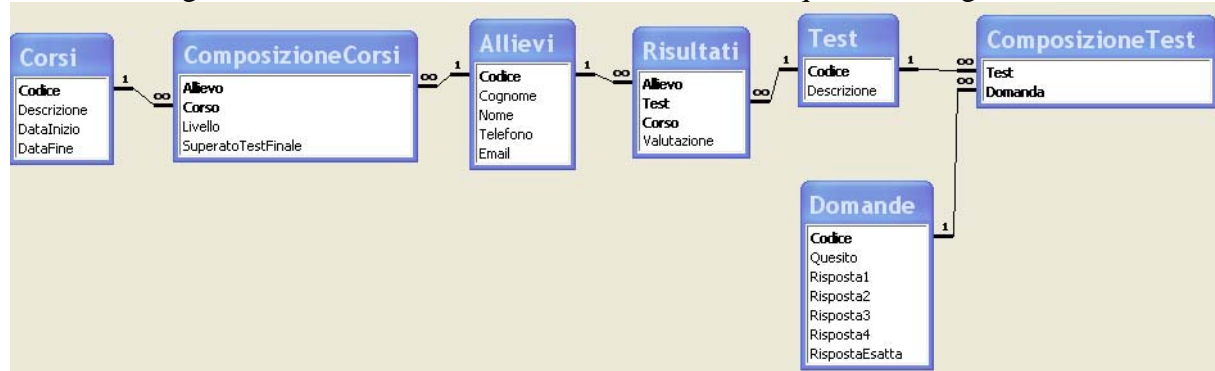 Corsi
Codice
Descrizione
DataInizio
DataFine
1
∞
ComposizioneCorsi
Allievo
Corso
Livello
SuperatoTestFinale
∞
1
Allievi
Codice
Cognome
Nome
Telefono
Email
1
∞
Risultati
Allievo
Test
Corso
Valutazione
∞
1
Test
Codice
Descrizione
1
∞
∞
ComposizioneTest
Test
Domanda
Domande
1
Codice
Quesito
Risposta1
Risposta2
Risposta3
Risposta4
RispostaEsatta